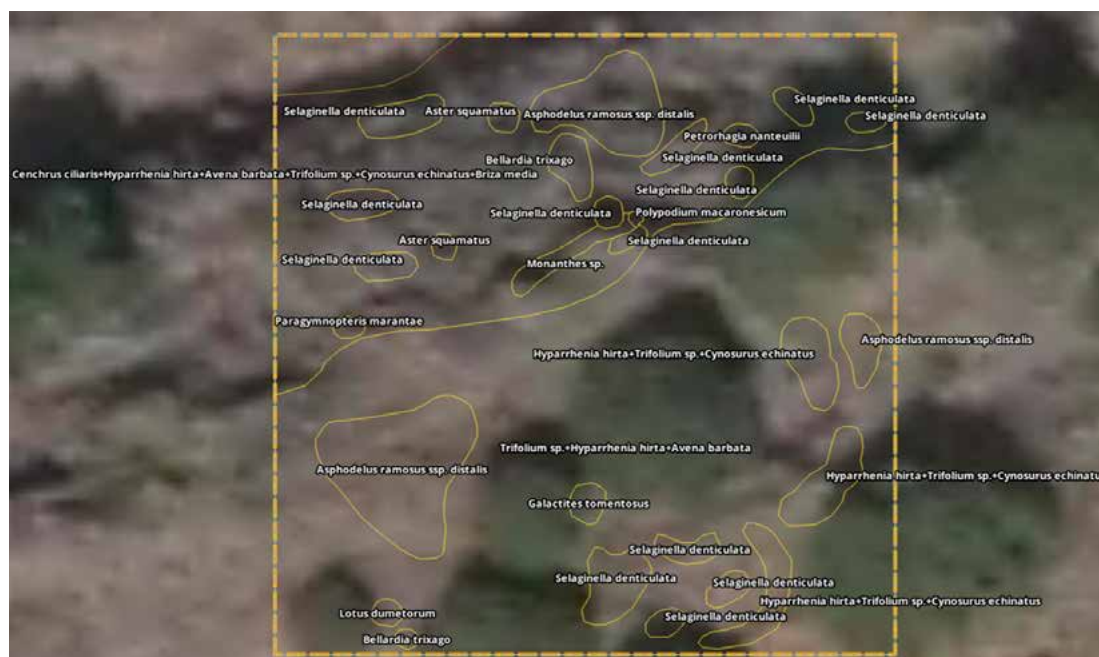 Selaginella denticulata
Selaginella denticulata
Aster squamatus
Asphodelus ramosus ssp. distalis
Selaginella denticulata
Petrorhagia nanteuilii
Bellardia trixago
Selaginella denticulata
Cenchrus ciliaris+Hyparrhenia hirta+Avena barbata+Trifolium sp.+Cynosurus echinatus+Briza media
Selaginella denticulata
Selaginella denticulata
Selaginella denticulata
Polypodium macaronesicum
Aster squamatus
Selaginella denticulata
Selaginella denticulata
Monanthes sp.
Paragymnopteris marantae
Asphodelus ramosus ssp. distalis
Hyparrhenia hirta+Trifolium sp.+Cynosurus echinatus
Trifolium sp.+Hyparrhenia hirta+Avena barbata
Asphodelus ramosus ssp. distalis
Hyparrhenia hirta+Trifolium sp.+Cynosurus echinatu
Galactites tomentosus
Selaginella denticulata
Selaginella denticulata
Selaginella denticulata
Hyparrhenia hirta+Trifolium sp.+Cynosurus echinatus
Lotus dumetorum
Selaginella denticulata
Bellardia trixago